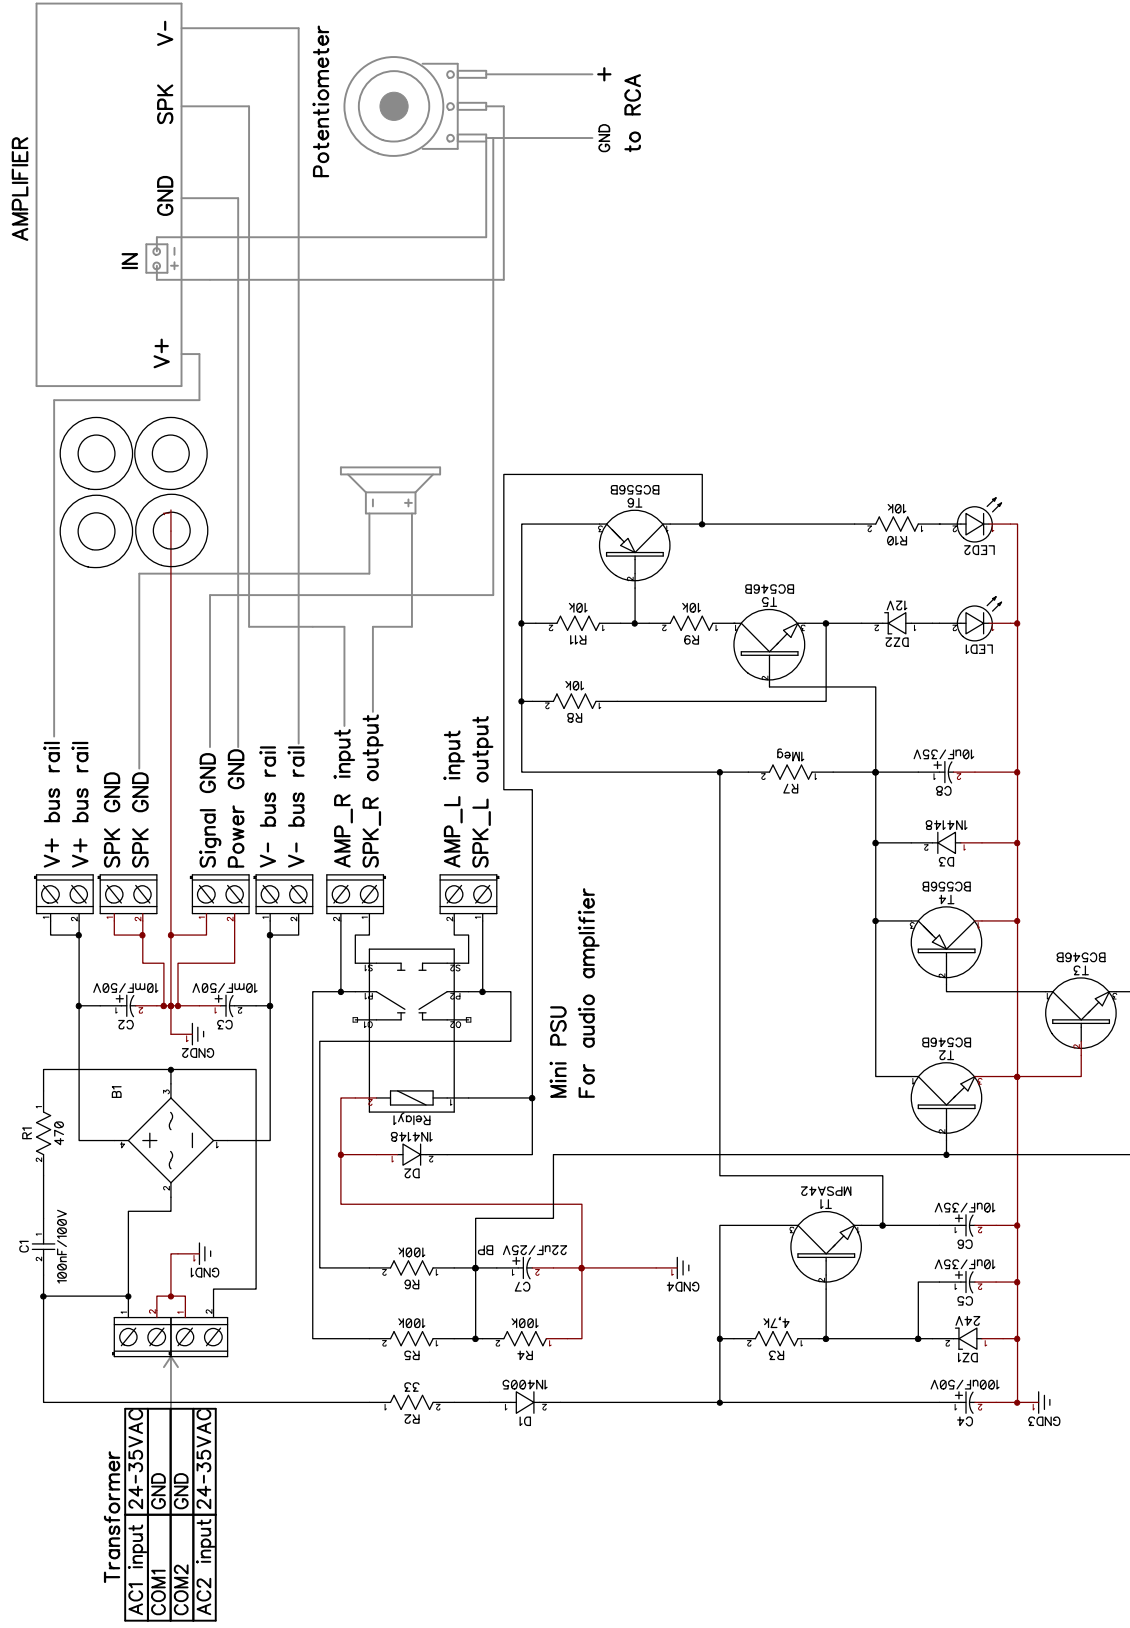 AMPLIFIER
V+
IN
+ -
GND
SPK
V-
Potentiometer
+
GND
to RCA
V+ bus rail
V+ bus rail
SPK GND
SPK GND
Signal GND
Power GND
V- bus rail
V- bus rail
AMP_R input
SPK_R output
AMP_L input
SPK_L output
- +
Mini PSU
For audio amplifier
Transformer
AC1 input 24-35VAC
COM1 GND
COM2 GND
AC2 input 24-35VAC
C1
100nF/100V
R1
470
B1
C2
10mF/50V
C3
10mF/50V
GND2
GND1
O1
P1
S1
O2
P2
S2
Relay1
D2
1N4148
R6
100k
R5
100k
R4
100k
C7
22uF/25V
BP
GND4
R2
33
D1
1N4005
R3
4,7k
T1
MPSA42
DZ1
24V
C4
100uF/50V
C5
10uF/35V
C6
10uF/35V
GND3
T2
BC546B
T3
BC546B
T4
BC556B
D3
1N4148
C8
10uF/35V
R7
1Meg
R8
10k
R11
10k
R9
10k
T5
BC546B
T6
BC556B
DZ2
12V
LED1
R10
10k
LED2